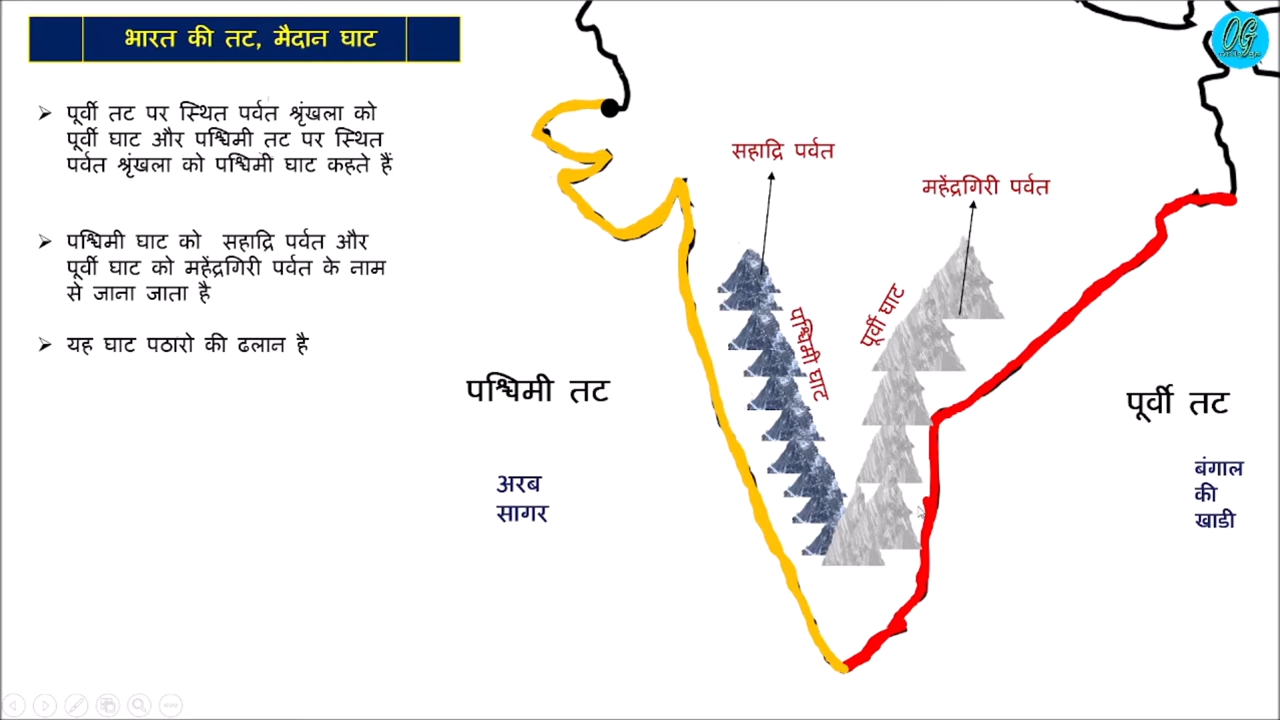 भारत की तट, मैदान घाट
OG
➢ पूर्वी तट पर स्थित पर्वत श्रृंखला को
पूर्वी घाट और पश्चिमी तट पर स्थित
पर्वत श्रृंखला को पश्चिमी घाट कहते हैं
➢ पश्चिमी घाट को सहाद्रि पर्वत और
पूर्वी घाट को महेंद्रगिरी पर्वत के नाम
से जाना जाता है
➢ यह घाट पठारो की ढलान है
सहाद्रि पर्वत
महेंद्रगिरी पर्वत
पश्चिमी घाट
पूर्वी घाट
पश्चिमी तट
पूर्वी तट
अरब
सागर
बंगाल
की
खाडी